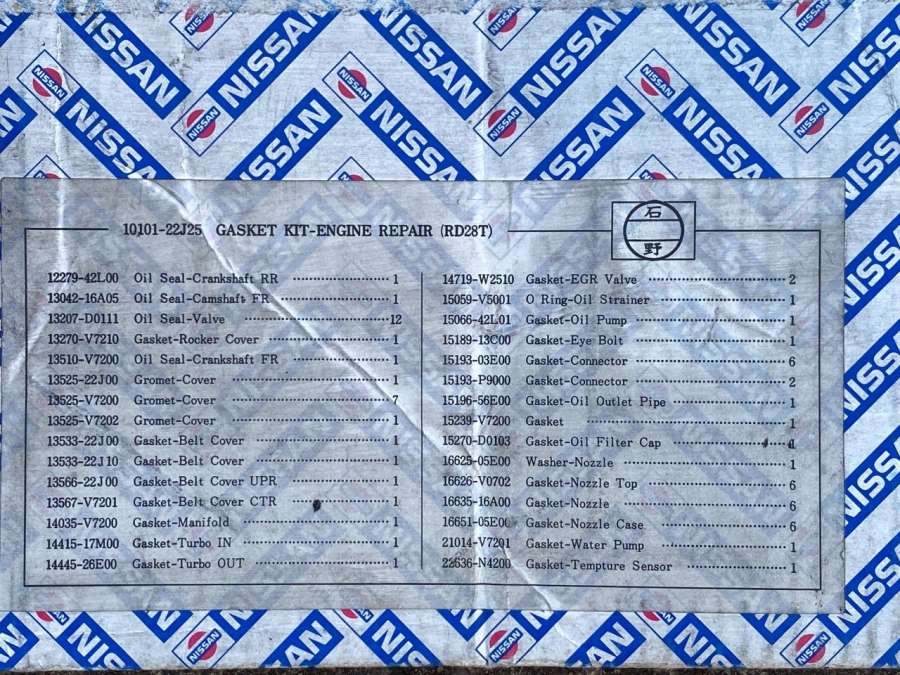 10101-22J25 GASKET KIT-ENGINE REPAIR (RD28T)
石
野
12279-42L00 Oil Seal-Crankshaft RR 1
13042-16A05 Oil Seal-Camshaft FR 1
13207-D0111 Oil Seal-Valve 12
13270-V7210 Gasket-Rocker Cover 1
13510-V7200 Oil Seal-Crankshaft FR 1
13525-22J00 Gromet-Cover 1
13525-V7200 Gromet-Cover 7
13525-V7202 Gromet-Cover 1
13533-22J00 Gasket-Belt Cover 1
13533-22J10 Gasket-Belt Cover 1
13566-22J00 Gasket-Belt Cover UPR 1
13567-V7201 Gasket-Belt Cover CTR 1
14035-V7200 Gasket-Manifold 1
14415-17M00 Gasket-Turbo IN 1
14445-26E00 Gasket-Turbo OUT 1
14719-W2510 Gasket-EGR Valve 2
15059-V5001 O Ring-Oil Strainer 1
15066-42L01 Gasket-Oil Pump 1
15189-13C00 Gasket-Eye Bolt 1
15193-03E00 Gasket-Connector 6
15193-P9000 Gasket-Connector 2
15196-56E00 Gasket-Oil Outlet Pipe 1
15239-V7200 Gasket 1
15270-D0103 Gasket-Oil Filter Cap 1
16625-05E00 Washer-Nozzle 1
16626-V0702 Gasket-Nozzle Top 6
16635-16A00 Gasket-Nozzle 6
16651-05E00 Gasket-Nozzle Case 6
21014-V7201 Gasket-Water Pump 1
22636-N4200 Gasket-Tempture Sensor 1
NISSAN
NISSAN
NISSAN
NISSAN
NISSAN
NISSAN
NISSAN
NISSAN